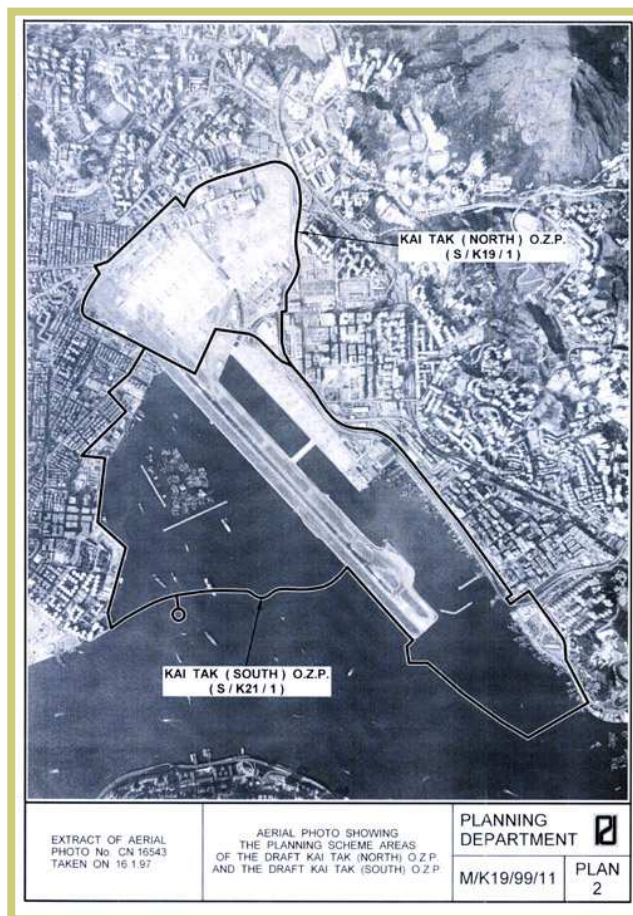 KAI TAK ( NORTH ) O.Z.P.
( S / K19 / 1 )
KAI TAK ( SOUTH ) O.Z.P.
( S / K21 / 1 )
EXTRACT OF AERIAL
PHOTO No. CN 16543
TAKEN ON 16.1.97
AERIAL PHOTO SHOWING
THE PLANNING SCHEME AREAS
OF THE DRAFT KAI TAK (NORTH) O.Z.P.
AND THE DRAFT KAI TAK (SOUTH) O.Z.P.
PLANNING
DEPARTMENT
M/K19/99/11
PLAN
2